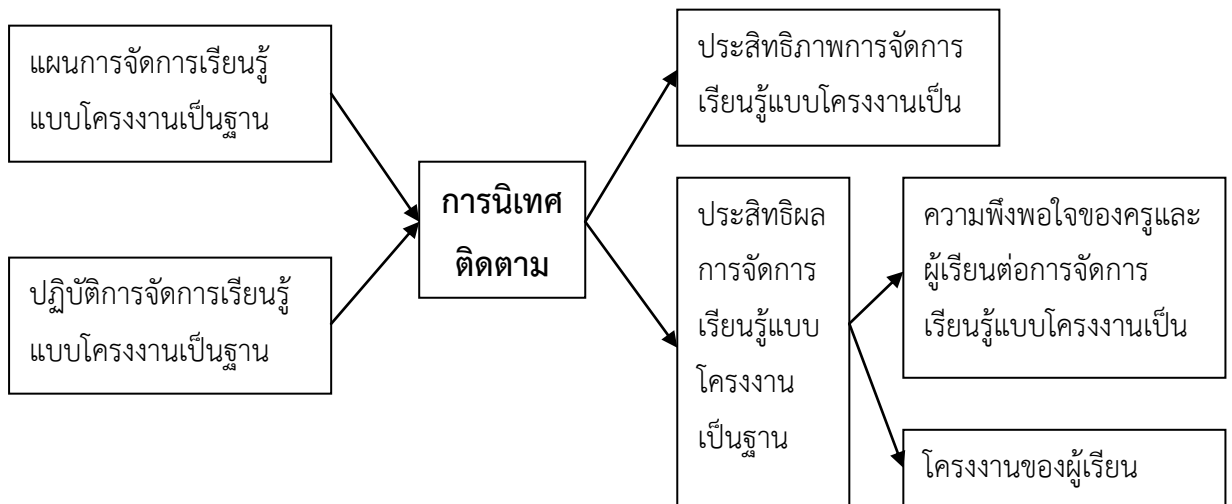 แผนการจัดการเรียนรู้
แบบโครงงานเป็นฐาน
ปฏิบัติการจัดการเรียนรู้
แบบโครงงานเป็นฐาน
การนิเทศ
ติดตาม
ประสิทธิภาพการจัดการ
เรียนรู้แบบโครงงานเป็น
ประสิทธิผล
การจัดการ
เรียนรู้แบบ
โครงงาน
เป็นฐาน
ความพึงพอใจของครูและ
ผู้เรียนต่อการจัดการ
เรียนรู้แบบโครงงานเป็น
โครงงานของผู้เรียน